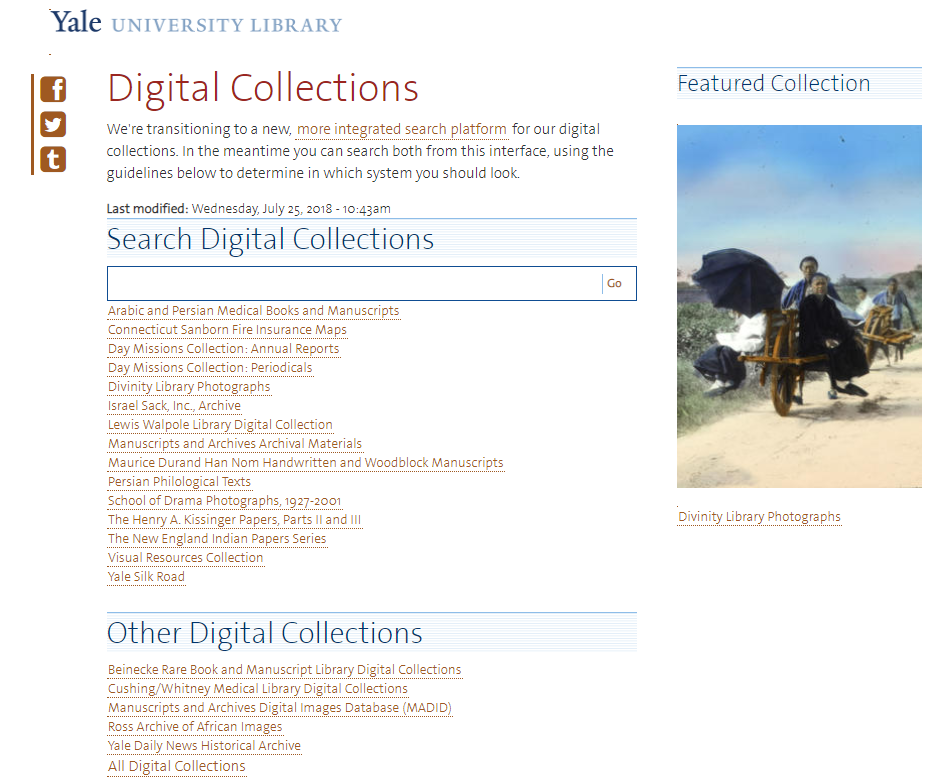 Yale UNIVERSITY LIBRARY
Digital Collections
We're transitioning to a new, more integrated search platform for our digital
collections. In the meantime you can search both from this interface, using the
guidelines below to determine in which system you should look.
Last modified: Wednesday, July 25, 2018 - 10:43am
Search Digital Collections
Go
Arabic and Persian Medical Books and Manuscripts
Connecticut Sanborn Fire Insurance Maps
Day Missions Collection: Annual Reports
Day Missions Collection: Periodicals
Divinity Library Photographs
Israel Sack, Inc., Archive
Lewis Walpole Library Digital Collection
Manuscripts and Archives Archival Materials
Maurice Durand Han Nom Handwritten and Woodblock Manuscripts
Persian Philological Texts
School of Drama Photographs, 1927-2001
The Henry A. Kissinger Papers, Parts II and III
The New England Indian Papers Series
Visual Resources Collection
Yale Silk Road
Other Digital Collections
Beinecke Rare Book and Manuscript Library Digital Collections
Cushing/Whitney Medical Library Digital Collections
Manuscripts and Archives Digital Images Database (MADID)
Ross Archive of African Images
Yale Daily News Historical Archive
All Digital Collections
Featured Collection
Divinity Library Photographs